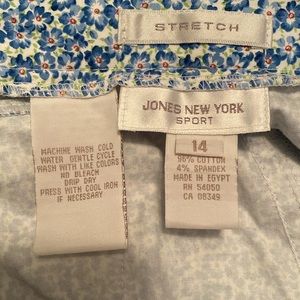 STRETCH
JONES NEW YORK
SPORT
14
96% COTTON
4% SPANDEX
MADE IN EGYPT
RN 54050
CA 08349
MACHINE WASH COLD
WATER GENTLE CYCLE
WASH WITH LIKE COLORS
NO BLEACH
DRIP DAY
PRESS WITH COOL IRON
IF NECESSARY